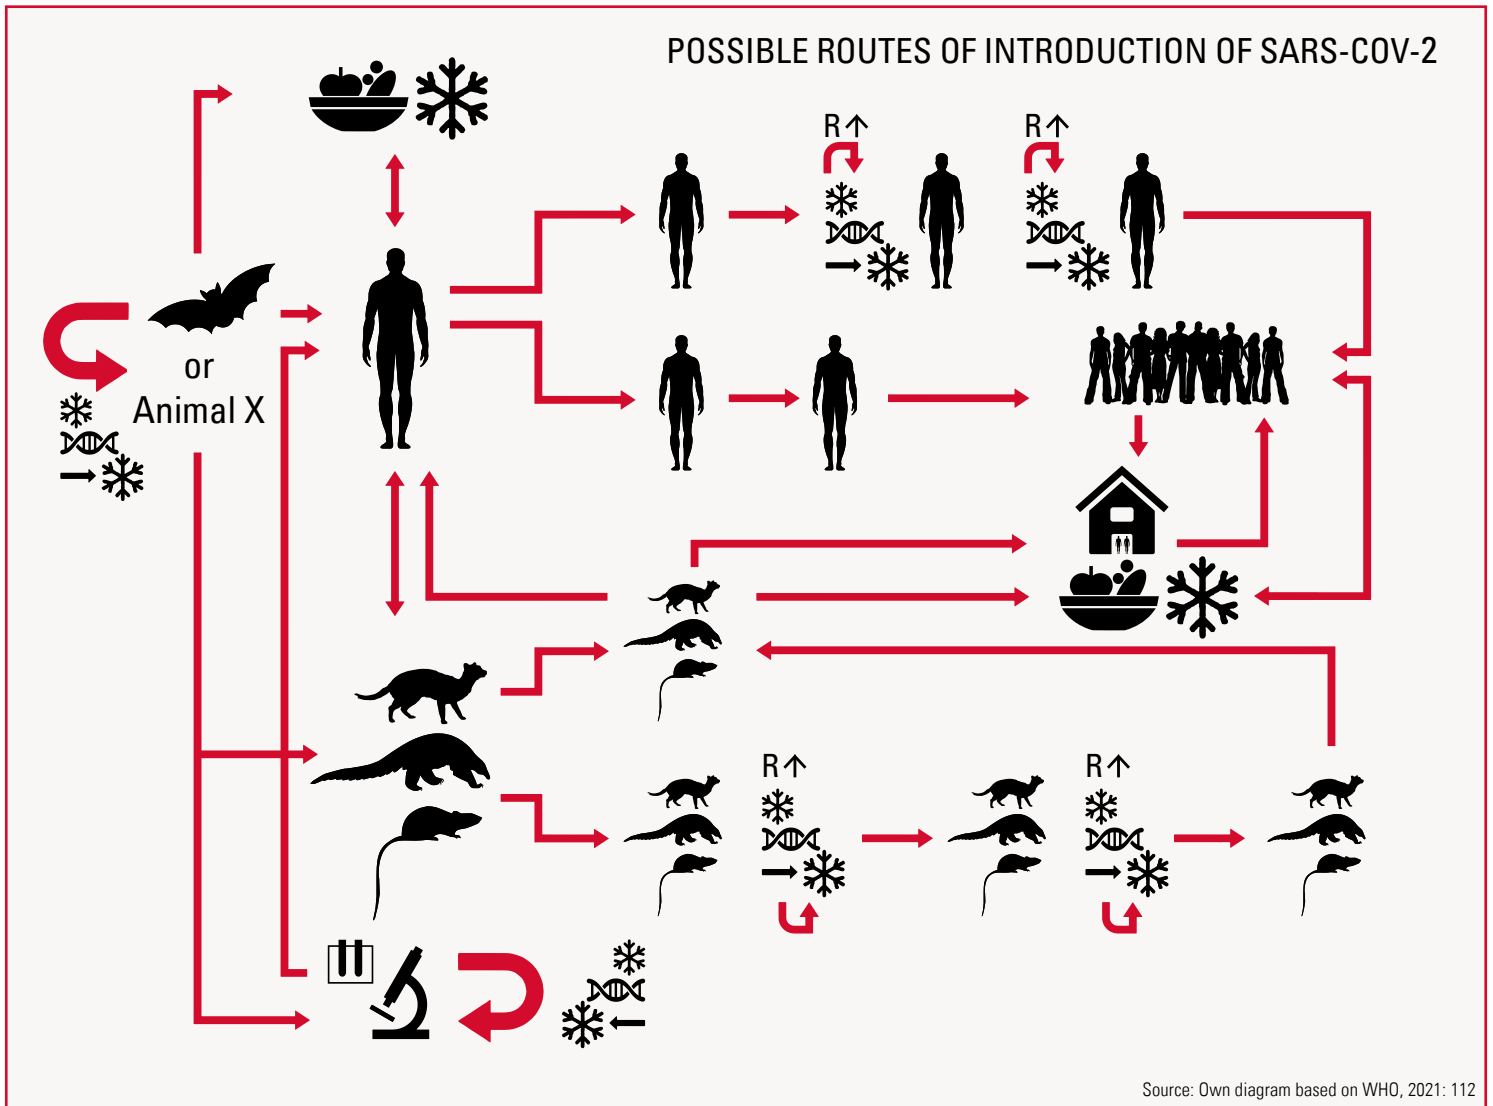 POSSIBLE ROUTES OF INTRODUCTION OF SARS-COV-2
R↑
R↑
or
Animal X
R↑
R↑
Source: Own diagram based on WHO, 2021: 112